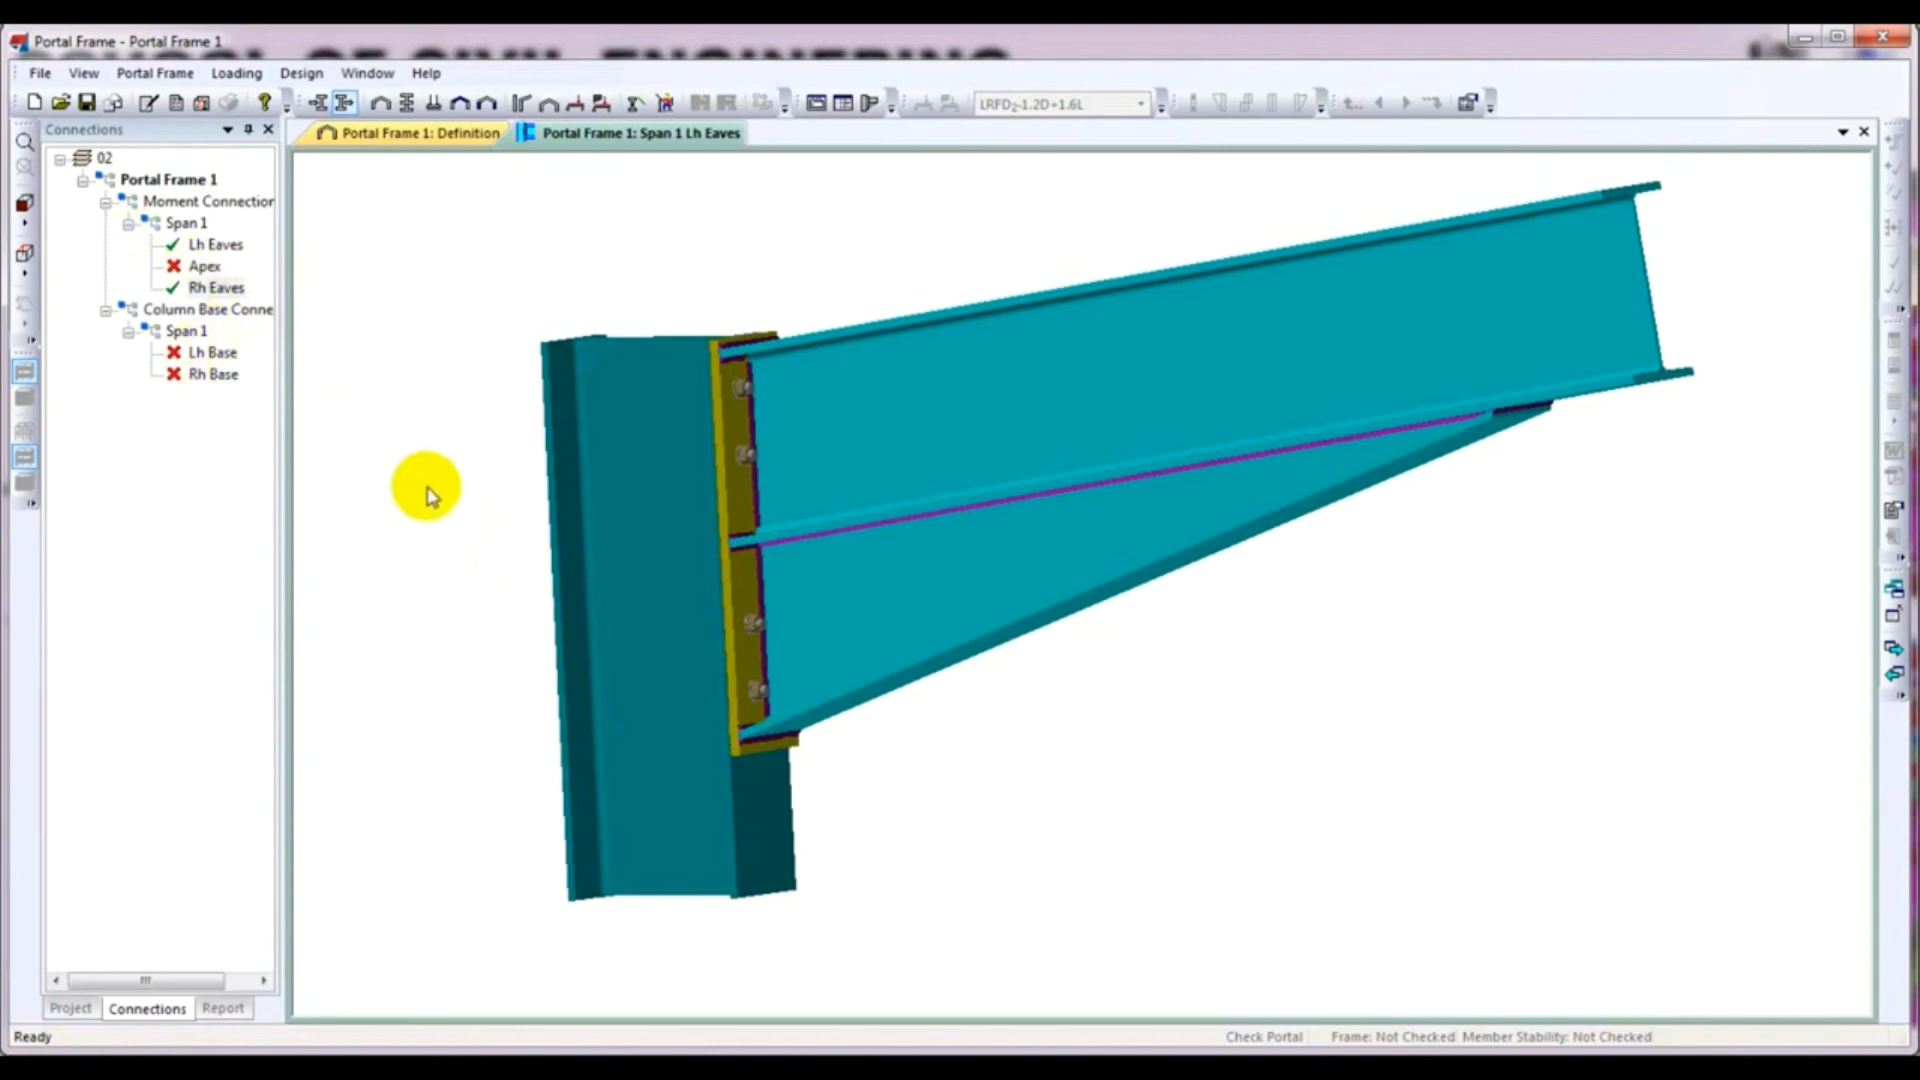 Portal Frame - Portal Frame 1
OF CIVIL ENGINEERING
File View Portal Frame Loading Design Window Help
LRFD2-1.2D+1.6L
Connections
Portal Frame 1: Definition
Portal Frame 1: Span 1 Lh Eaves
02
Portal Frame 1
Moment Connection
Span 1
Lh Eaves
Apex
Rh Eaves
Column Base Conne
Span 1
Lh Base
Rh Base
Project Connections Report
Ready
Check Portal Frame: Not Checked Member Stability: Not Checked